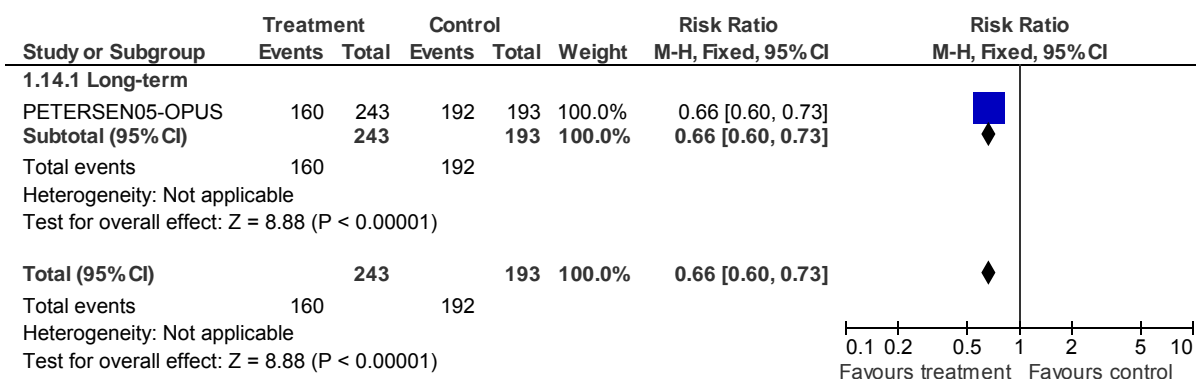 Treatment Control Risk Ratio Risk Ratio
Study or Subgroup Events Total Events Total Weight M-H, Fixed, 95% CI M-H, Fixed, 95% CI
1.14.1 Long-term
PETERSEN05-OPUS 160 243 192 193 100.0% 0.66 [0.60, 0.73]
Subtotal (95% CI) 243 193 100.0% 0.66 [0.60, 0.73]
Total events 160 192
Heterogeneity: Not applicable
Test for overall effect: Z = 8.88 (P < 0.00001)
Total (95% CI) 243 193 100.0% 0.66 [0.60, 0.73]
Total events 160 192
Heterogeneity: Not applicable
Test for overall effect: Z = 8.88 (P < 0.00001)
0.1 0.2 0.5 1 2 5 10
Favours treatment Favours control